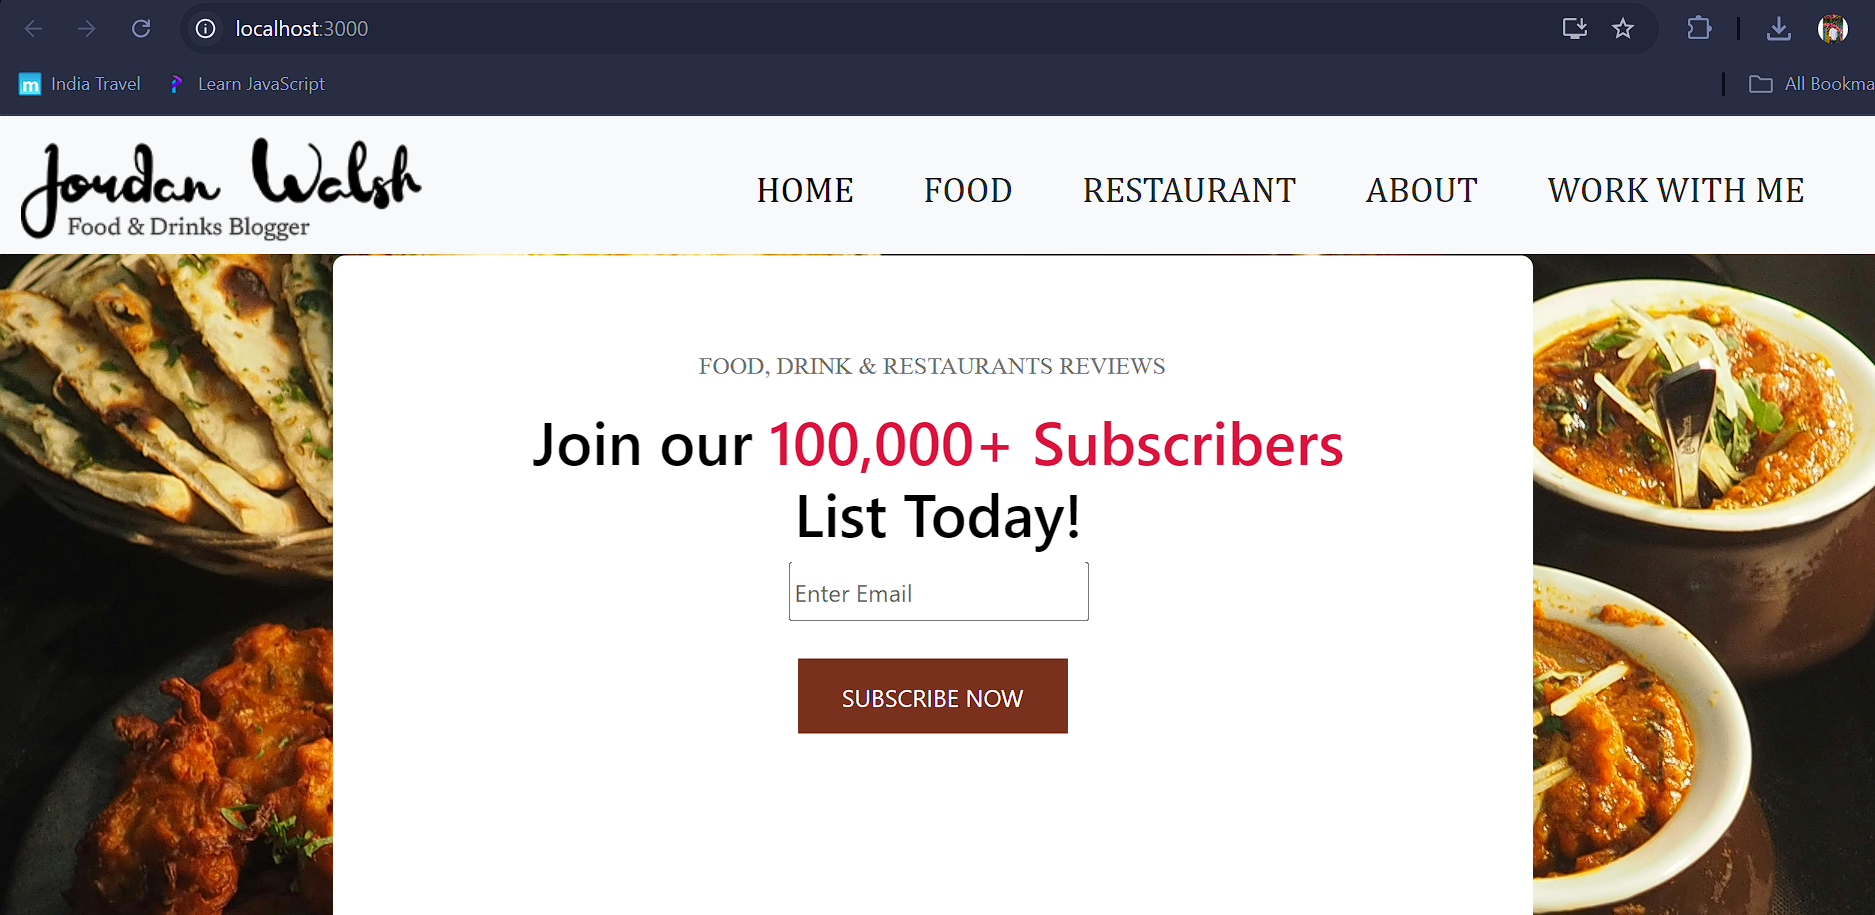 localhost:3000
India Travel
Learn JavaScript
All Bookma
Jordan Walsh
Food & Drinks Blogger
HOME
FOOD
RESTAURANT
ABOUT
WORK WITH ME
FOOD, DRINK & RESTAURANTS REVIEWS
Join our 100,000+ Subscribers
List Today!
Enter Email
SUBSCRIBE NOW